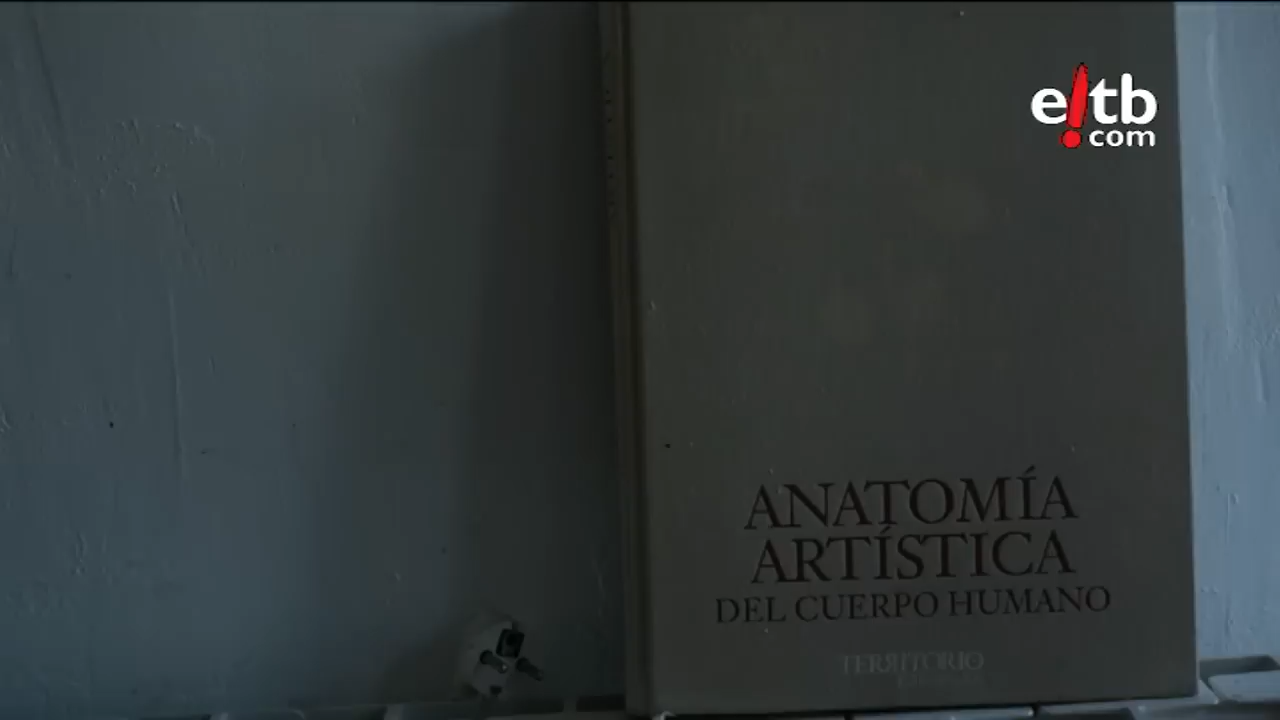 eitb
com
ANATOMÍA
ARTÍSTICA
DEL CUERPO HUMANO
TERRITORIO